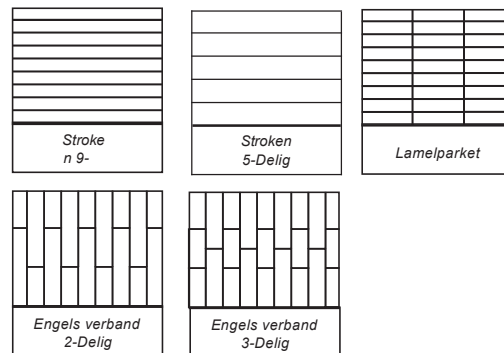 Stroke
n 9-
Stroken
5-Delig
Lamelparket
Engels verband
2-Delig
Engels verband
3-Delig